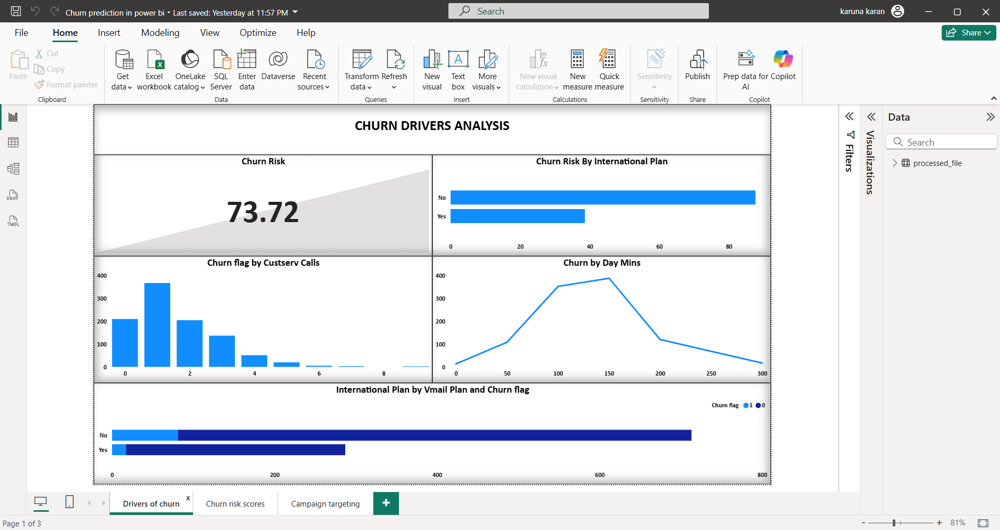 Churn prediction in power bi • Last saved: Yesterday at 11:57 PM
Search
karuna karan
File Home Insert Modeling View Optimize Help
Share
Paste
Cut
Copy
Format painter
Clipboard
Get data
Excel workbook
OneLake catalog
SQL Server
Enter data
Dataverse
Recent sources
Data
Transform data
Refresh
Queries
New visual
Text box
More visuals
Insert
New visual calculation
New measure
Quick measure
Calculations
Sensitivity
Sensitivity
Publish
Share
Prep data for AI
Copilot
Copilot
DAX
TMDL
CHURN DRIVERS ANALYSIS
Churn Risk
73.72
Churn Risk By International Plan
No
Yes
0 20 40 60 80
Churn flag by Custserv Calls
400
300
200
100
0
0 2 4 6 8
Churn by Day Mins
400
300
200
100
0
0 50 100 150 200 250 300
International Plan by Vmail Plan and Churn flag
Churn flag 1 0
No
Yes
0 200 400 600 800
Filters
Visualizations
Data
Search
processed_file
Drivers of churn x
Churn risk scores
Campaign targeting
+
Page 1 of 3
- + 81%